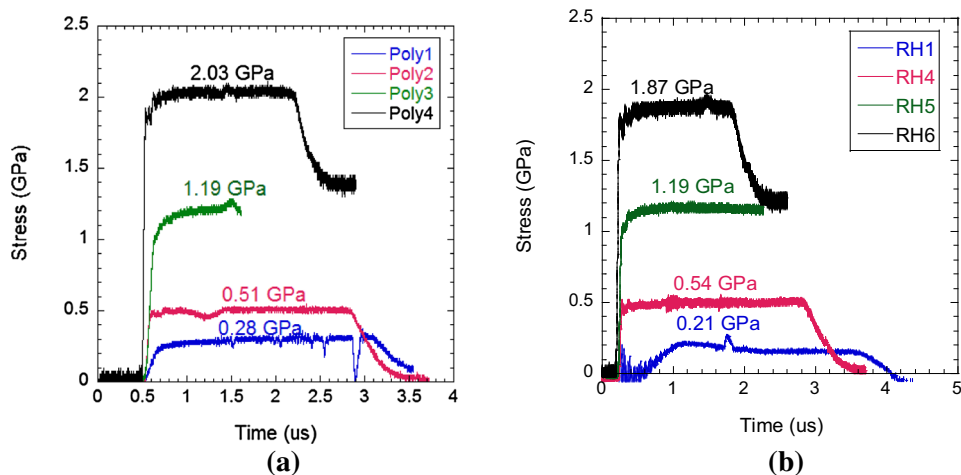 2.5
2
1.5
1
0.5
0
Stress (GPa)
Poly1
Poly2
Poly3
Poly4
2.03 GPa
1.19 GPa
0.51 GPa
0.28 GPa
0 0.5 1 1.5 2 2.5 3 3.5 4
Time (us)
(a)
2.5
2
1.5
1
0.5
0
Stress (GPa)
RH1
RH4
RH5
RH6
1.87 GPa
1.19 GPa
0.54 GPa
0.21 GPa
0 1 2 3 4 5
Time (us)
(b)